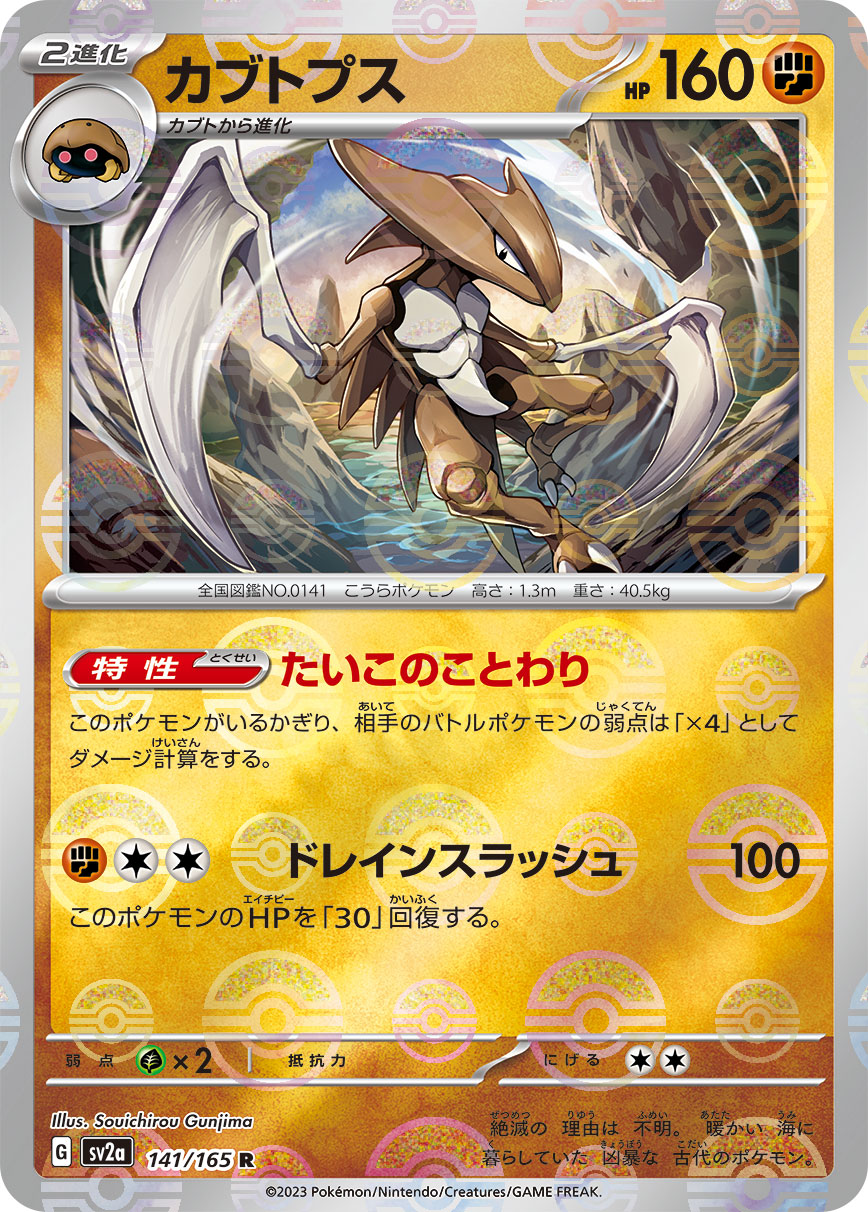 2進化
カブトプス
HP 160
カブトから進化
全国図鑑NO.0141 こうらポケモン 高さ:1.3m 重さ:40.5kg
特性 とくせい たいこのことわり
このポケモンがいるかぎり、相手のバトルポケモンの弱点は「×4」として
ダメージ計算をする。
ドレインスラッシュ 100
このポケモンのHPを「30」回復する。
弱点 ×2 抵抗力 にげる
Illus. Souichirou Gunjima
絶滅の 理由は 不明。 暖かい 海に
暮らしていた 凶暴な 古代のポケモン。
G sv2a 141/165 R
©2023 Pokémon/Nintendo/Creatures/GAME FREAK.